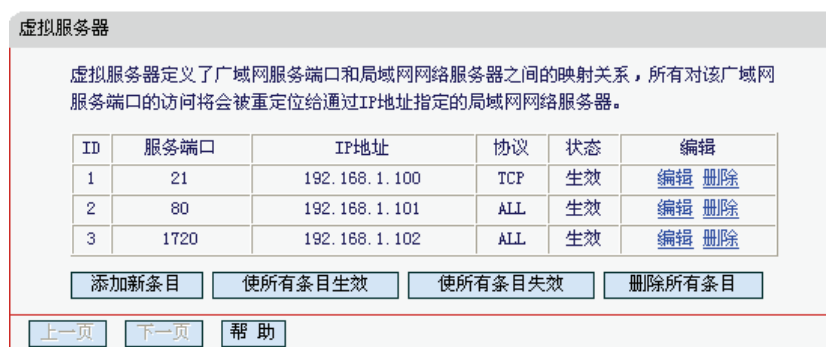 虚拟服务器
虚拟服务器定义了广域网服务端口和局域网网络服务器之间的映射关系，所有对该广域网
服务端口的访问将会被重定位给通过IP地址指定的局域网网络服务器。
ID 服务端口 IP地址 协议 状态 编辑
1 21 192.168.1.100 TCP 生效 编辑 删除
2 80 192.168.1.101 ALL 生效 编辑 删除
3 1720 192.168.1.102 ALL 生效 编辑 删除
添加新条目 使所有条目生效 使所有条目失效 删除所有条目
上一页 下一页 帮 助